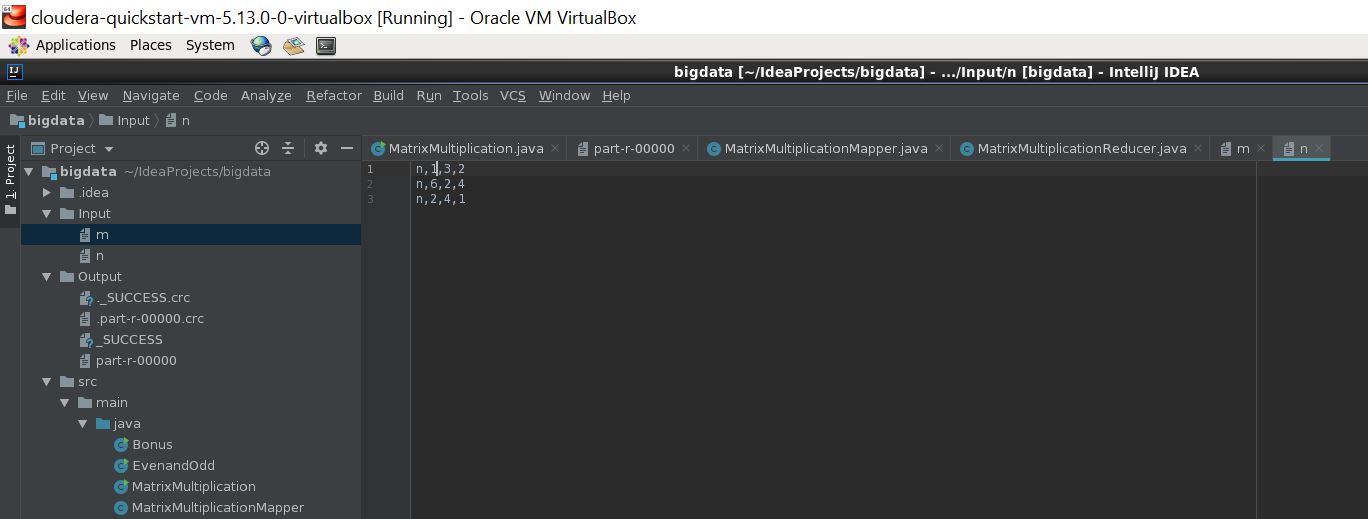 cloudera-quickstart-vm-5.13.0-0-virtualbox [Running] - Oracle VM VirtualBox
Applications Places System
bigdata [~/IdeaProjects/bigdata] - .../Input/n [bigdata] - IntelliJ IDEA
File Edit View Navigate Code Analyze Refactor Build Run Tools VCS Window Help
bigdata Input n
1: Project
Project
MatrixMultiplication.java part-r-00000 MatrixMultiplicationMapper.java MatrixMultiplicationReducer.java m n
bigdata ~/IdeaProjects/bigdata
.idea
Input
m
n
Output
._SUCCESS.crc
.part-r-00000.crc
_SUCCESS
part-r-00000
src
main
java
Bonus
EvenandOdd
MatrixMultiplication
MatrixMultiplicationMapper
1 n,1,3,2
2 n,6,2,4
3 n,2,4,1